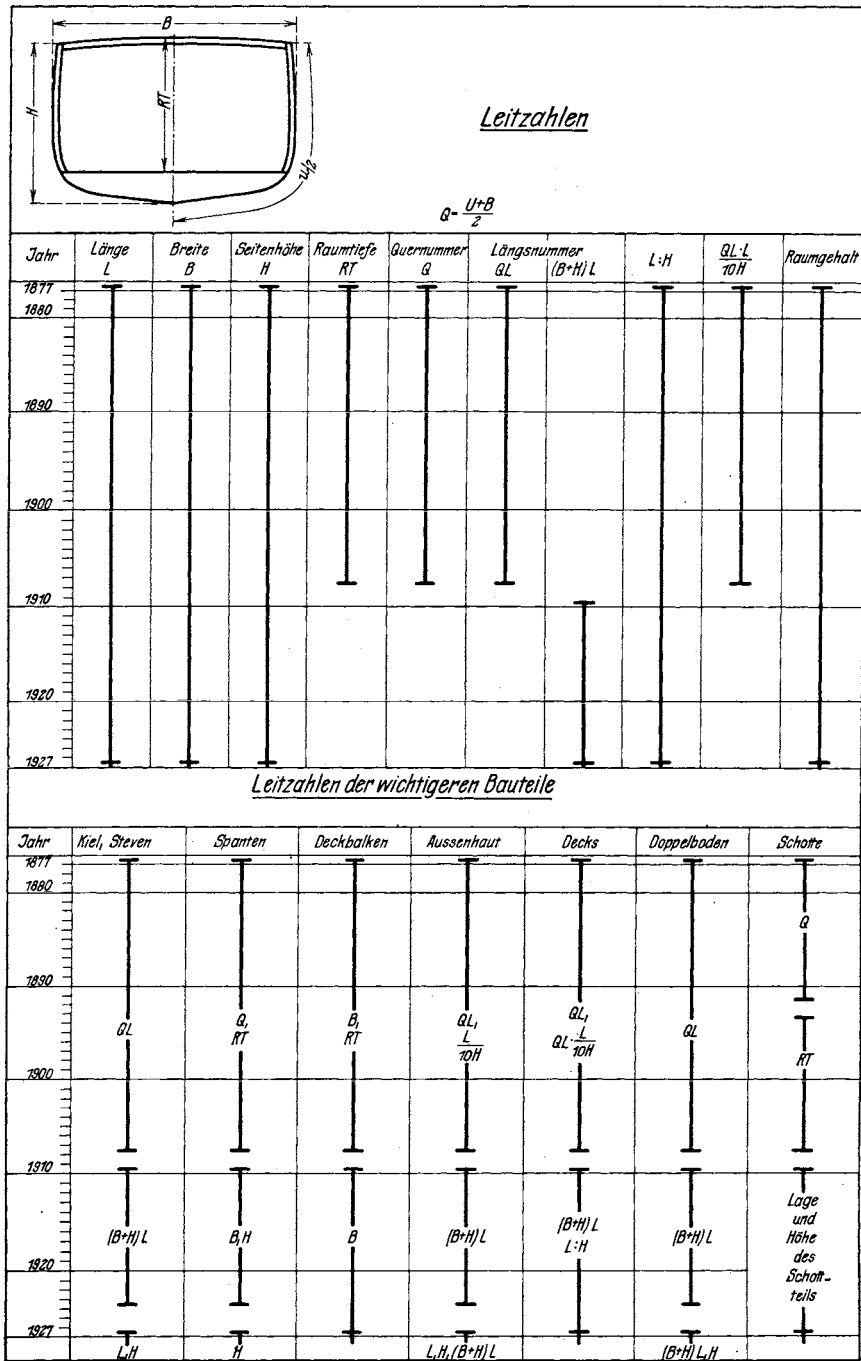 B
H
RT
U/2
Leitzahlen
Q = U+B
2
Jahr Länge Breite Seitenhöhe Raumtiefe Quernummer Längsnummer L:H QL·L Raumgehalt
L B H RT Q QL (B+H) L 10H
1877
1880
1890
1900
1910
1920
1927
Leitzahlen der wichtigeren Bauteile
Jahr Kiel, Steven Spanten Deckbalken Aussenhaut Decks Doppelboden Schotte
1877
1880
Q
1890
QL Q, B, QL, QL, QL
RT RT L QL·L RT
10H 10H
1900
1910
(B+H) L B,H B (B+H) L (B+H) L (B+H) L Lage
L:H und
Höhe
des
Schott-
teils
1920
1927
L,H H L,H,(B+H) L (B+H) L,H